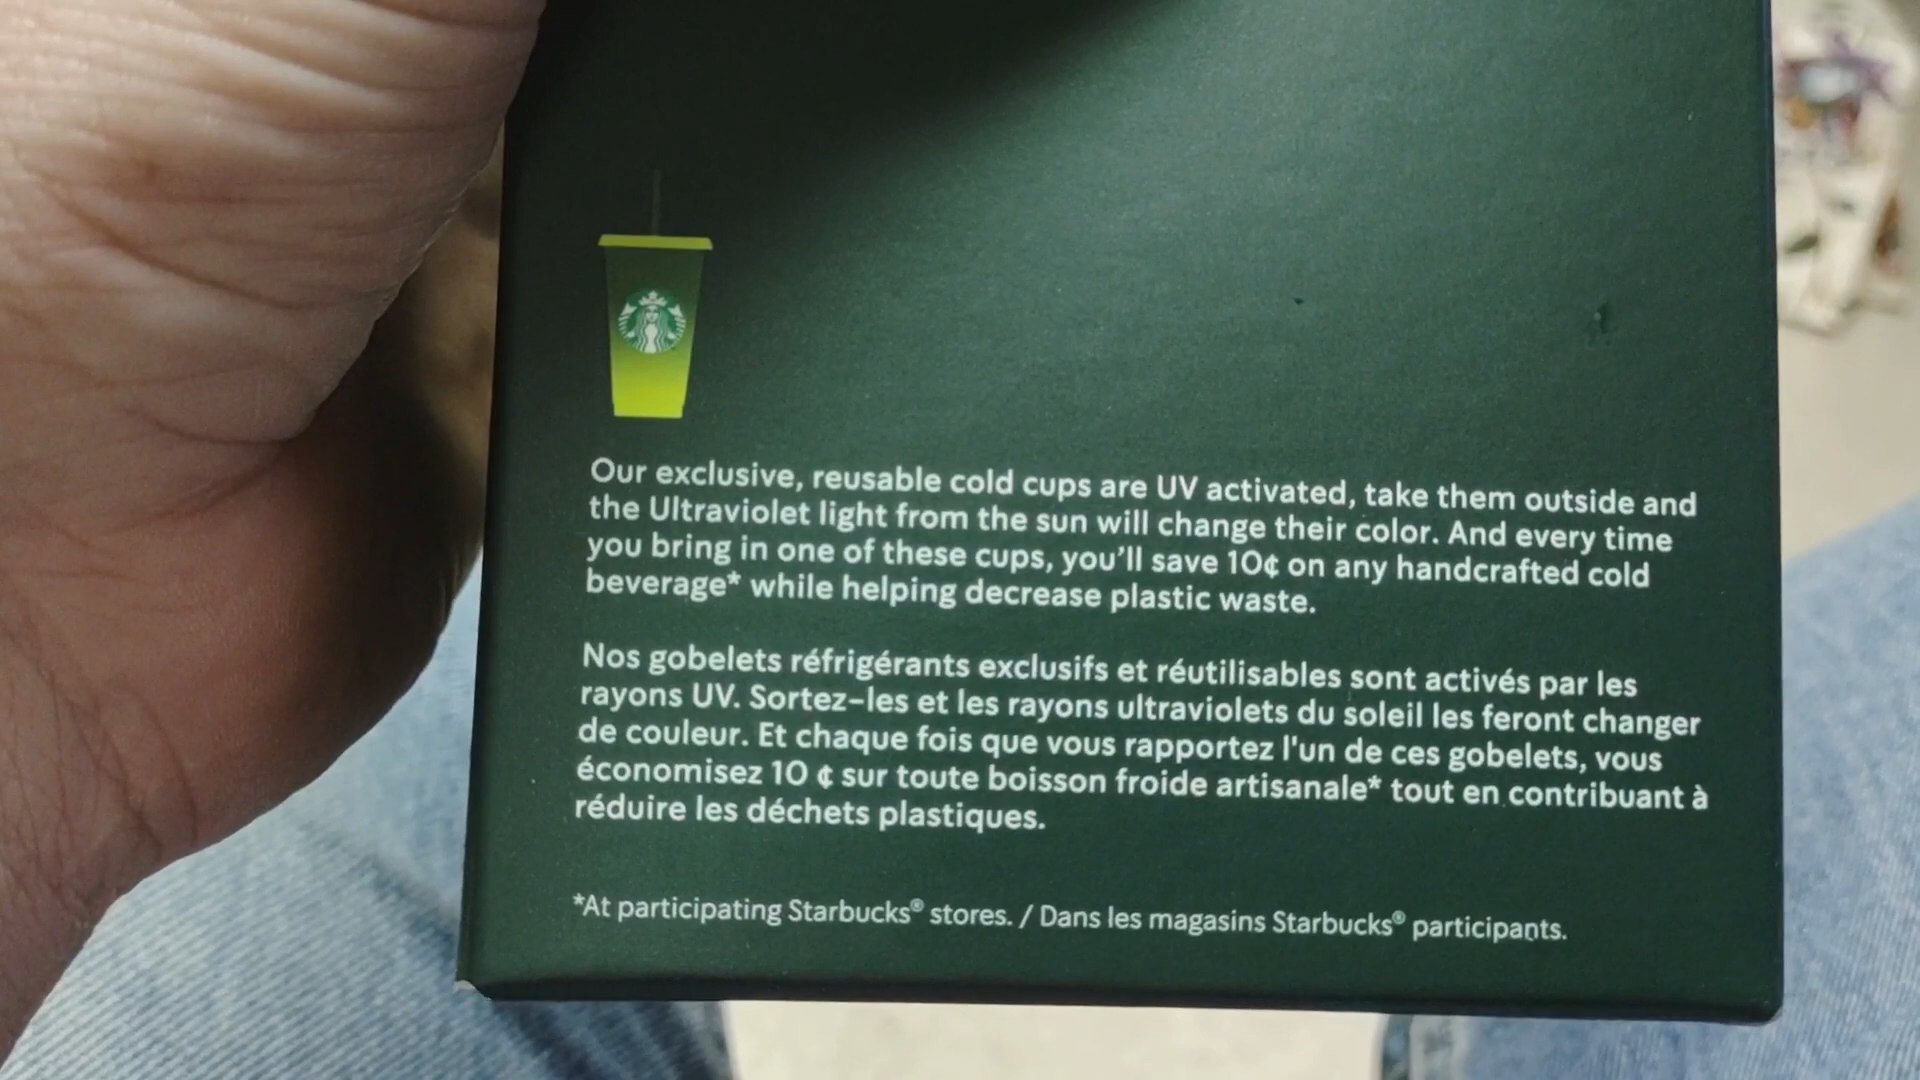 Our exclusive, reusable cold cups are UV activated, take them outside and
the Ultraviolet light from the sun will change their color. And every time
you bring in one of these cups, you'll save 10¢ on any handcrafted cold
beverage* while helping decrease plastic waste.
Nos gobelets réfrigérants exclusifs et réutilisables sont activés par les
rayons UV. Sortez-les et les rayons ultraviolets du soleil les feront changer
de couleur. Et chaque fois que vous rapportez l'un de ces gobelets, vous
économisez 10 ¢ sur toute boisson froide artisanale* tout en contribuant à
réduire les déchets plastiques.
*At participating Starbucks® stores. / Dans les magasins Starbucks® participants.